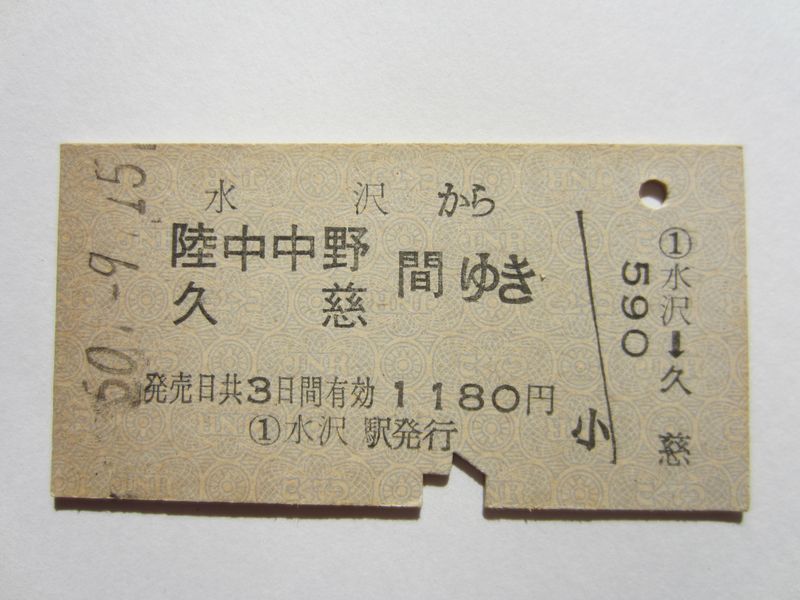 50.-9.15
水沢から
陸中中野
久慈
間ゆき
発売日共3日間有効 1180円
①水沢駅発行
小
①水沢➡久慈
590